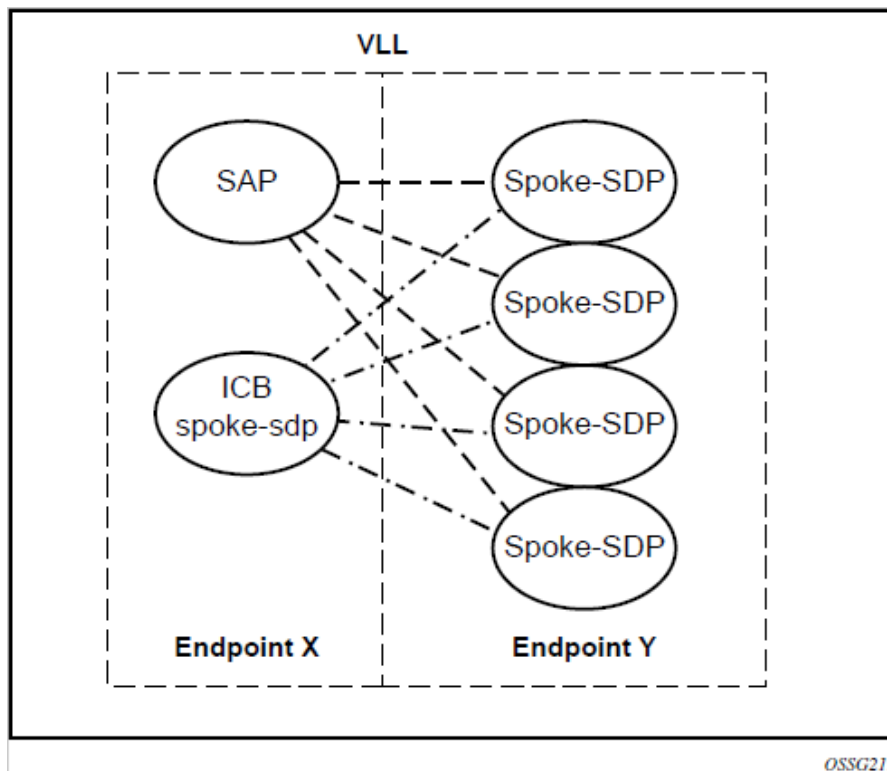 VLL
SAP
Spoke-SDP
Spoke-SDP
ICB
spoke-sdp
Spoke-SDP
Spoke-SDP
Endpoint X
Endpoint Y
OSSG21